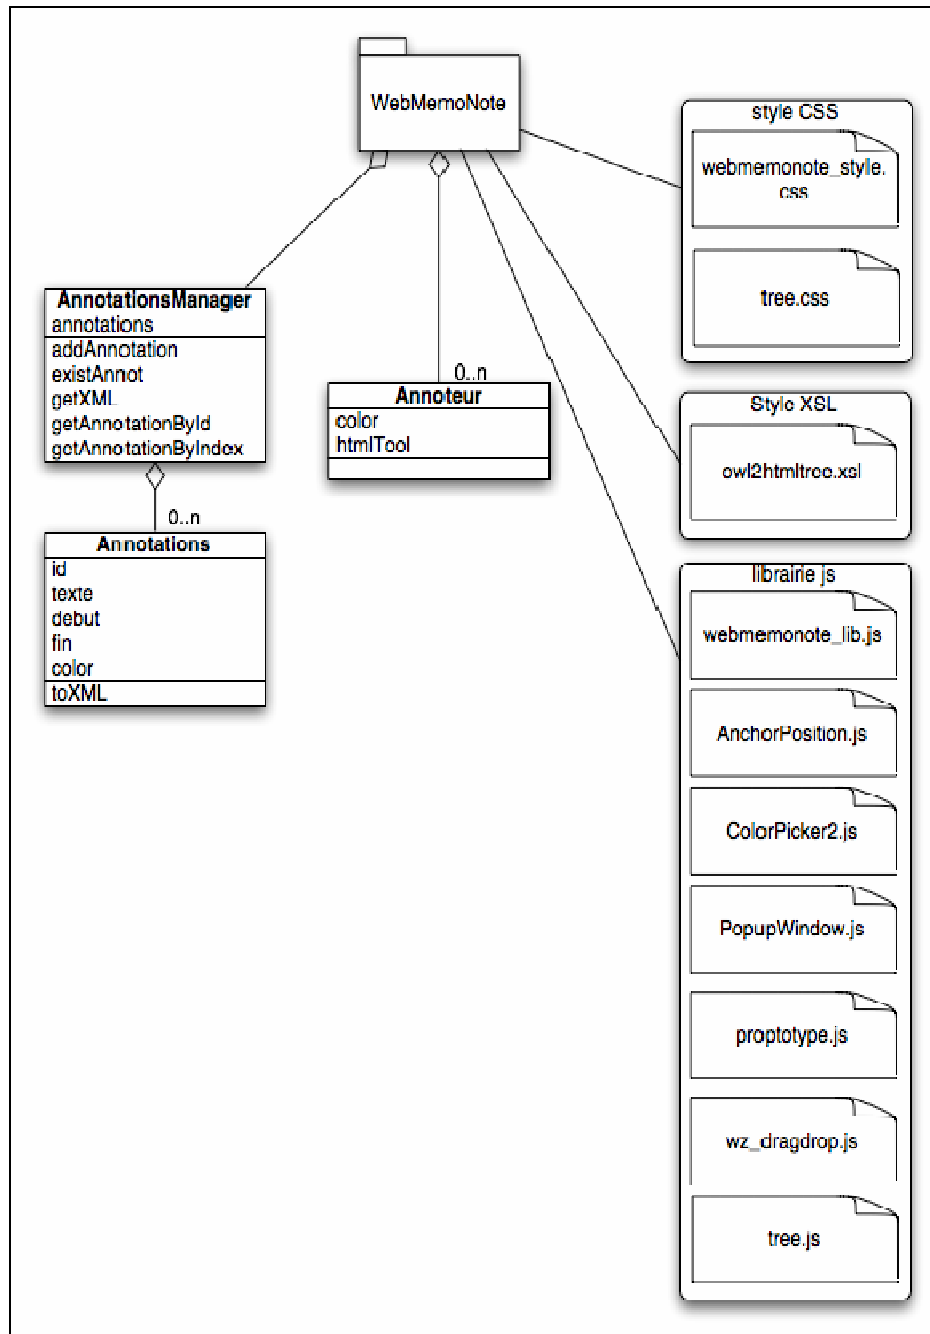 WebMemoNote
style CSS
webmemonote_style.
css
tree.css
AnnotationsManager
annotations
addAnnotation
existAnnot
getXML
getAnnotationById
getAnnotationByIndex
0..n
Annotations
id
texte
debut
fin
color
toXML
0..n
Annoteur
color
htmlTool
Style XSL
owl2htmltree.xsl
librairie js
webmemonote_lib.js
AnchorPosition.js
ColorPicker2.js
PopupWindow.js
proptotype.js
wz_dragdrop.js
tree.js